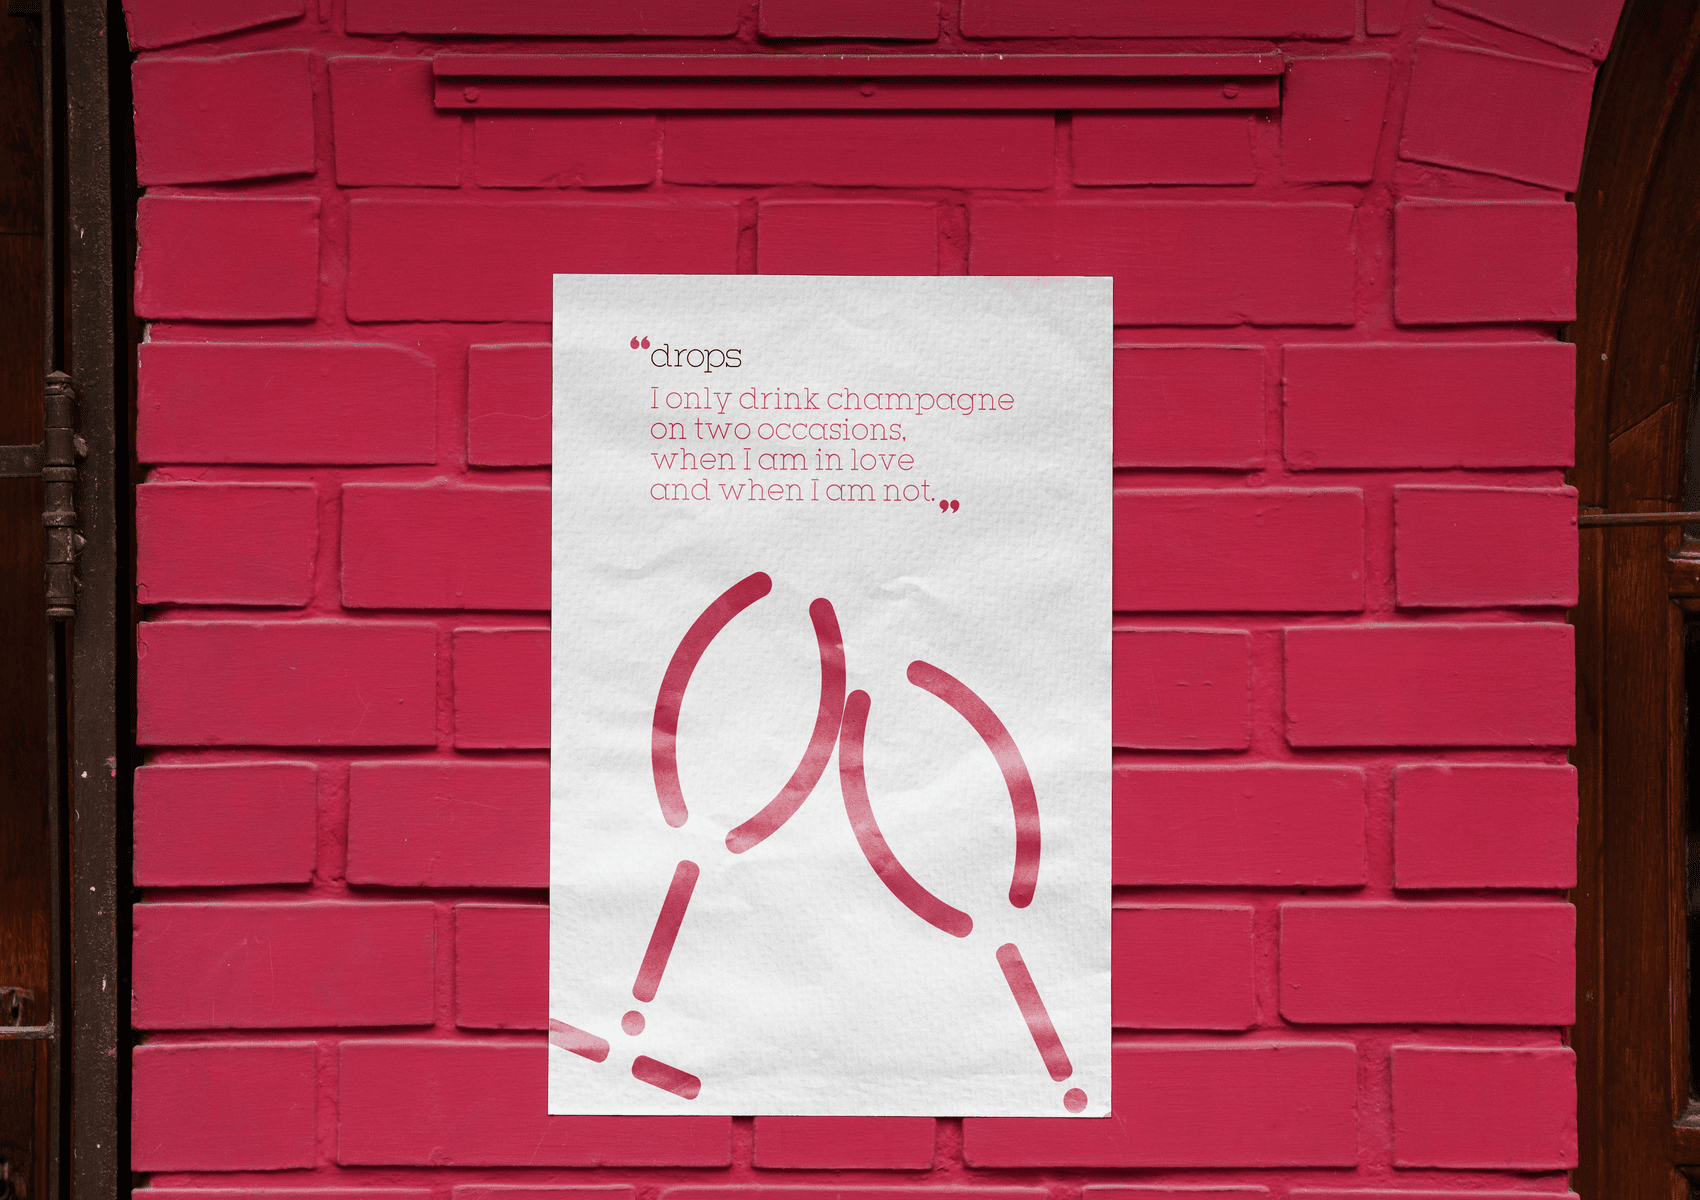 “drops
I only drink champagne
on two occasions,
when I am in love
and when I am not.”